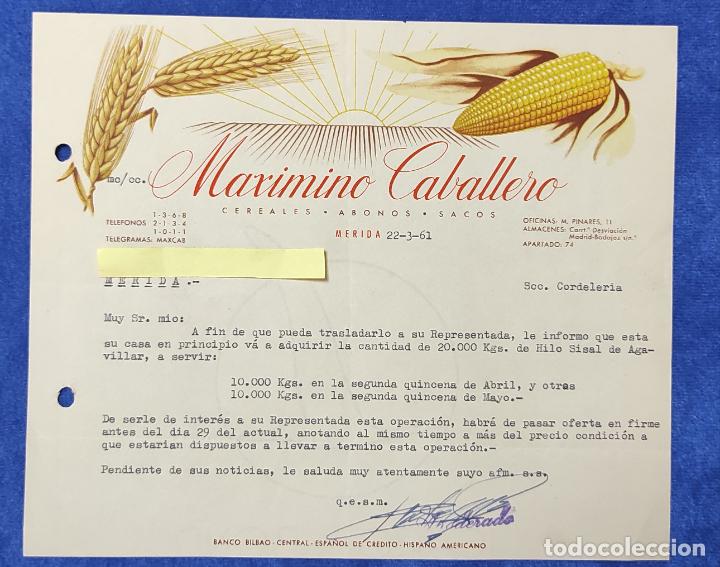 mc/cc.
Maximino Caballero
CEREALES • ABONOS • SACOS
TELEFONOS 1-3-6-8
2-1-3-4
1-0-1-1
TELEGRAMAS: MAXCAB
MERIDA 22-3-61
OFICINAS: M. PINARES, 11
ALMACENES: Carrt.ª Desviación
Madrid-Badajoz s/n.º
APARTADO: 74
MERIDA.-
Scc. Cordeleria
Muy Sr. mio:
A fin de que pueda trasladarlo a su Representada, le informo que esta
su casa en principio vá a adquirir la cantidad de 20.000 Kgs. de Hilo Sisal de Aga-
villar, a servir:
10.000 Kgs. en la segunda quincena de Abril, y otras
10.000 Kgs. en la segunda quincena de Mayo.-
De serle de interés a su Representada esta operación, habrá de pasar oferta en firme
antes del dia 29 del actual, anotando al mismo tiempo a más del precio condición a
que estarian dispuestos a llevar a termino esta operación.-
Pendiente de sus noticias, le saluda muy atentamente suyo afm. s.s.
q.e.s.m.
BANCO BILBAO - CENTRAL - ESPAÑOL DE CREDITO - HISPANO AMERICANO
todocoleccion.net